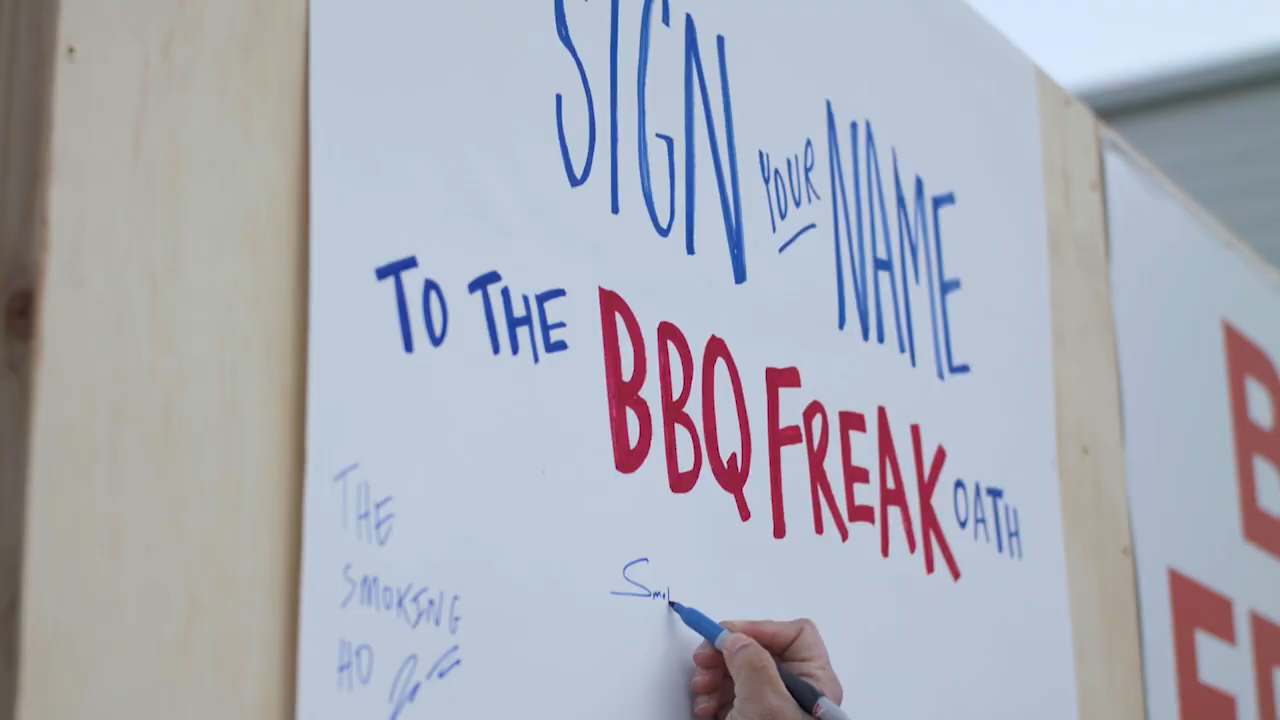 SIGN YOUR NAME
TO THE BBQ FREAK OATH
THE
SMOKING
HO